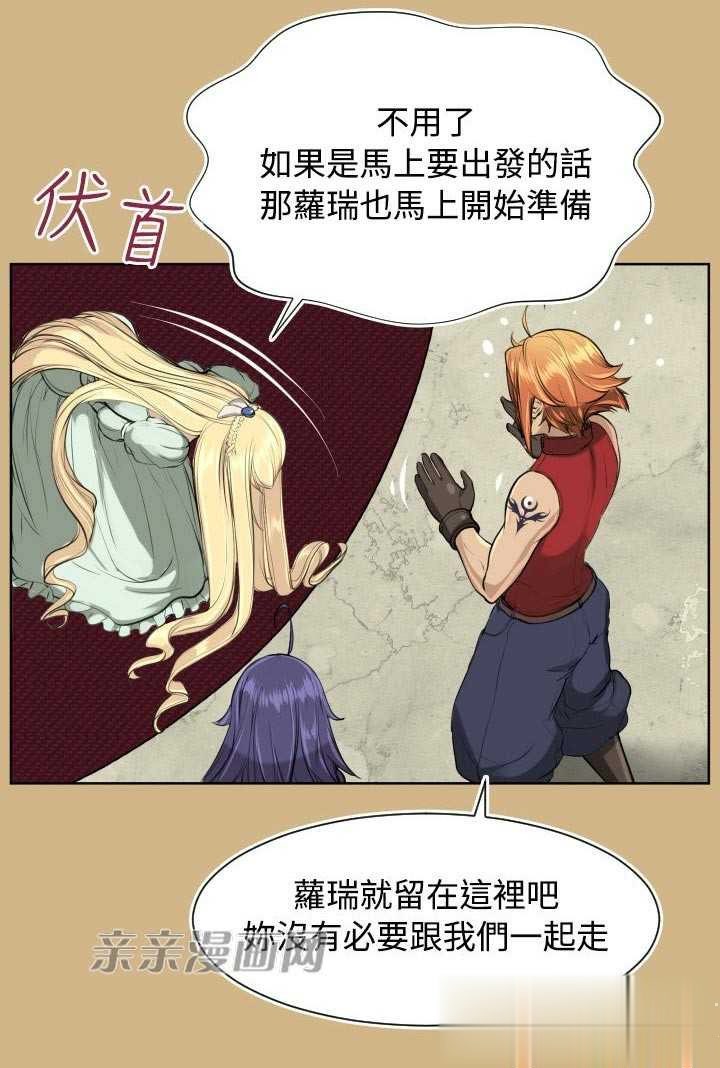 不用了
如果是馬上要出發的話
那蘿瑞也馬上開始準備
伏首
蘿瑞就留在這裡吧
妳沒有必要跟我們一起走
亲亲漫画网